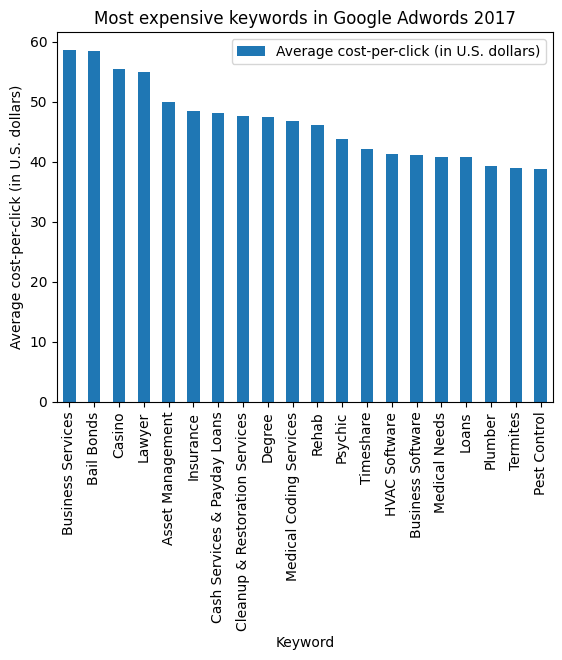 Most expensive keywords in Google Adwords 2017
Average cost-per-click (in U.S. dollars)
Average cost-per-click (in U.S. dollars)
60
50
40
30
20
10
0
Business Services
Bail Bonds
Casino
Lawyer
Asset Management
Insurance
Cash Services & Payday Loans
Cleanup & Restoration Services
Degree
Medical Coding Services
Rehab
Psychic
Timeshare
HVAC Software
Business Software
Medical Needs
Loans
Plumber
Termites
Pest Control
Keyword